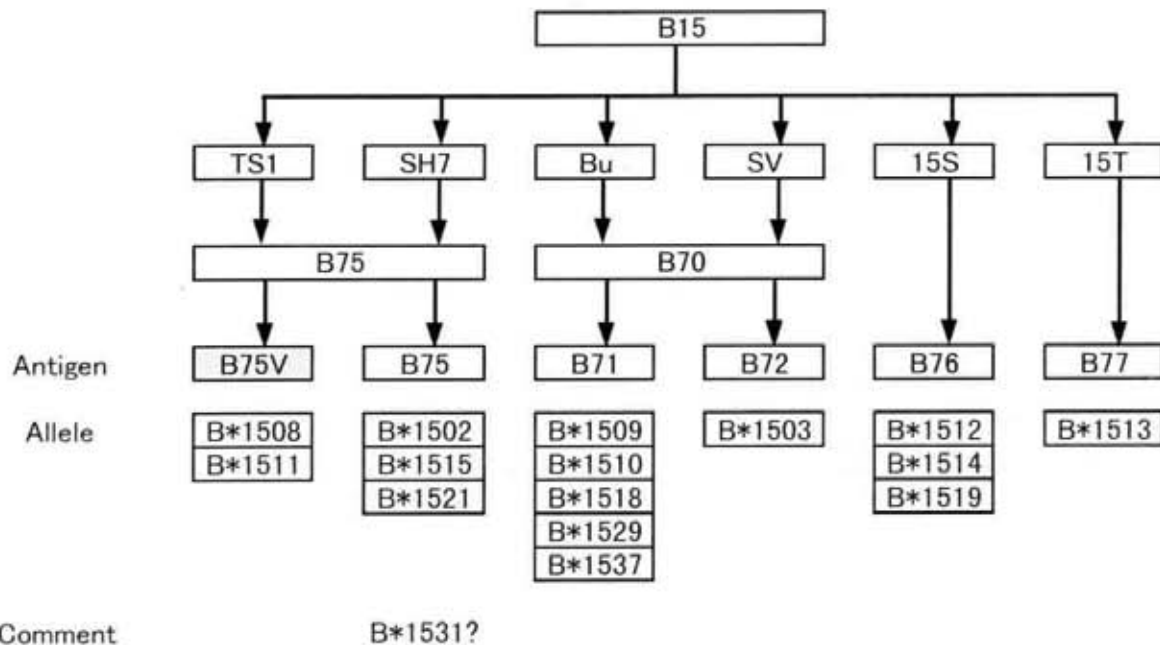 B15
TS1 SH7 Bu SV 15S 15T
B75 B70
Antigen B75V B75 B71 B72 B76 B77
Allele B*1508 B*1502 B*1509 B*1503 B*1512 B*1513
B*1511 B*1515 B*1510 B*1514
B*1521 B*1518 B*1519
B*1529
B*1537
Comment B*1531?